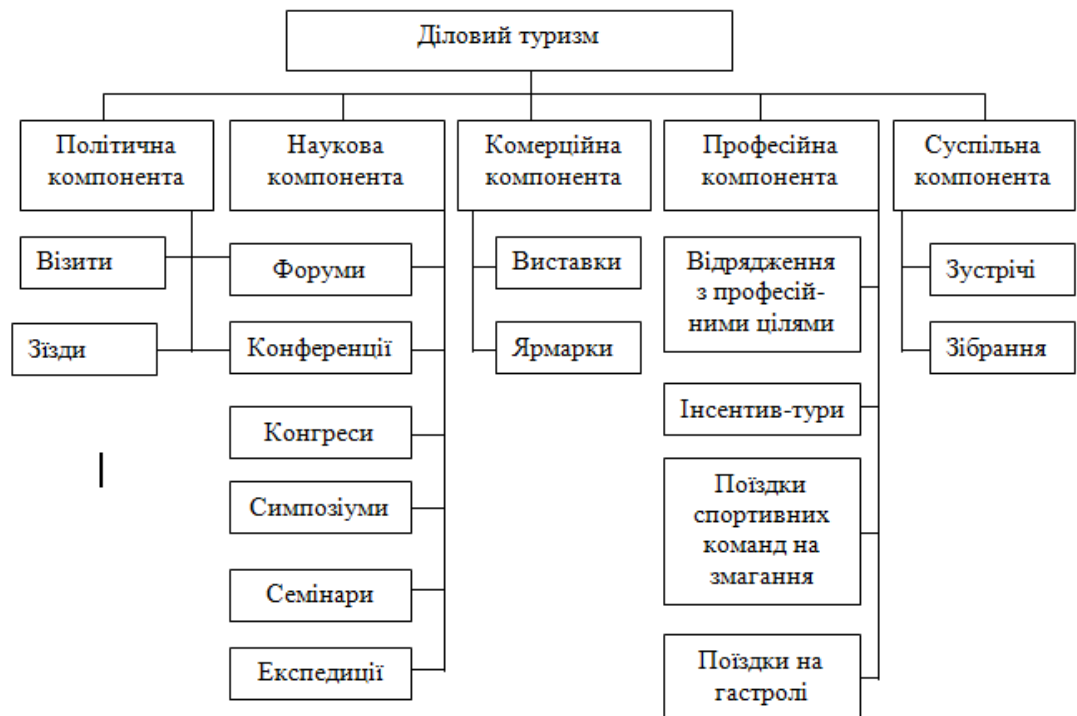 Діловий туризм
Політична
компонента
Наукова
компонента
Комерційна
компонента
Професійна
компонента
Суспільна
компонента
Візити
Зїзди
Форуми
Конференції
Конгреси
Симпозіуми
Семінари
Експедиції
Виставки
Ярмарки
Відрядження
з професій-
ними цілями
Інсентив-тури
Поїздки
спортивних
команд на
змагання
Поїздки на
гастролі
Зустрічі
Зібрання